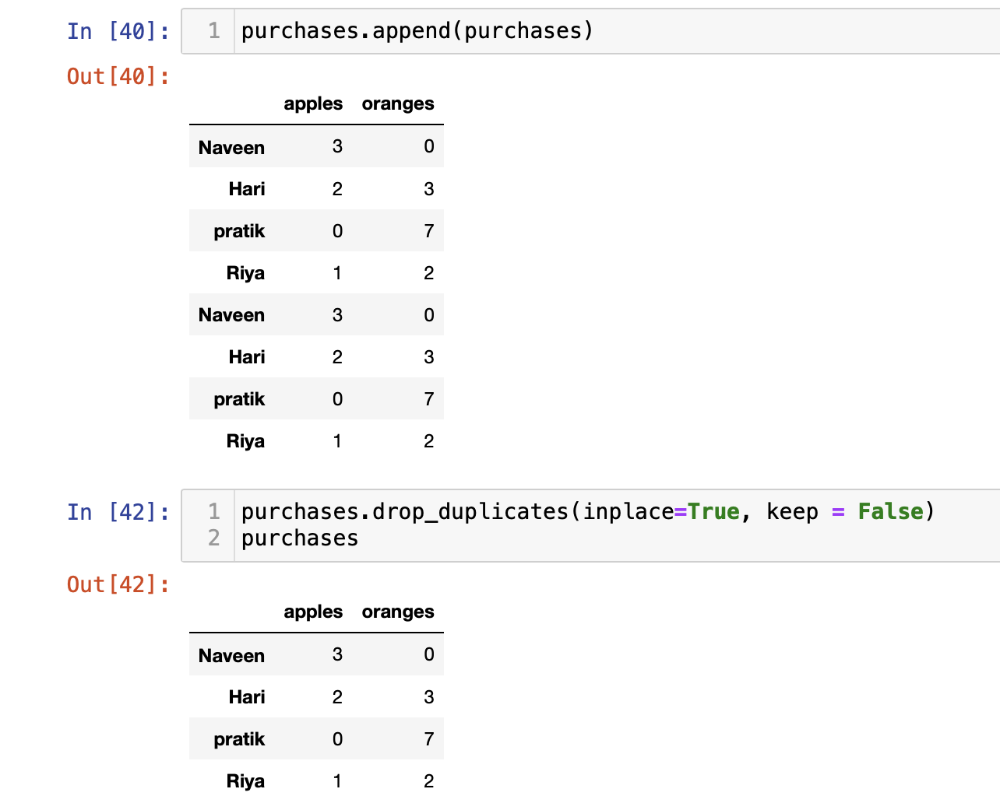 In [40]: 1 purchases.append(purchases)
Out[40]:
apples oranges
Naveen 3 0
Hari 2 3
pratik 0 7
Riya 1 2
Naveen 3 0
Hari 2 3
pratik 0 7
Riya 1 2
In [42]: 1 purchases.drop_duplicates(inplace=True, keep = False)
2 purchases
Out[42]:
apples oranges
Naveen 3 0
Hari 2 3
pratik 0 7
Riya 1 2